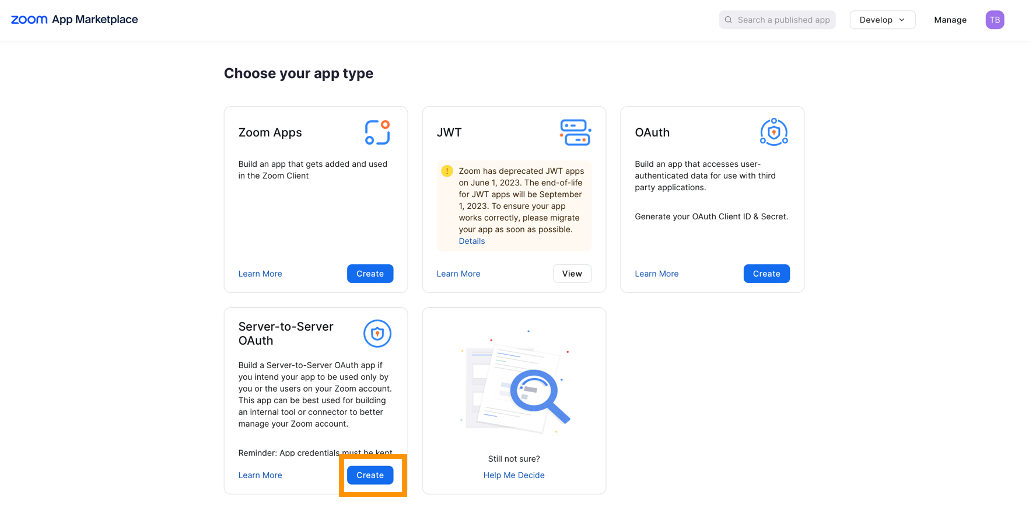 zoom App Marketplace
Search a published app
Develop
Manage
TB
Choose your app type
Zoom Apps
Build an app that gets added and used
in the Zoom Client
Learn More
Create
JWT
Zoom has deprecated JWT apps
on June 1, 2023. The end-of-life
for JWT apps will be September
1, 2023. To ensure your app
works correctly, please migrate
your app as soon as possible.
Details
Learn More
View
OAuth
Build an app that accesses user-
authenticated data for use with third
party applications.
Generate your OAuth Client ID & Secret.
Learn More
Create
Server-to-Server
OAuth
Build a Server-to-Server OAuth app if
you intend your app to be used only by
you or the users on your Zoom account.
This app can be best used for building
an internal tool or connector to better
manage your Zoom account.
Reminder: App credentials must be kept
Learn More
Create
Still not sure?
Help Me Decide